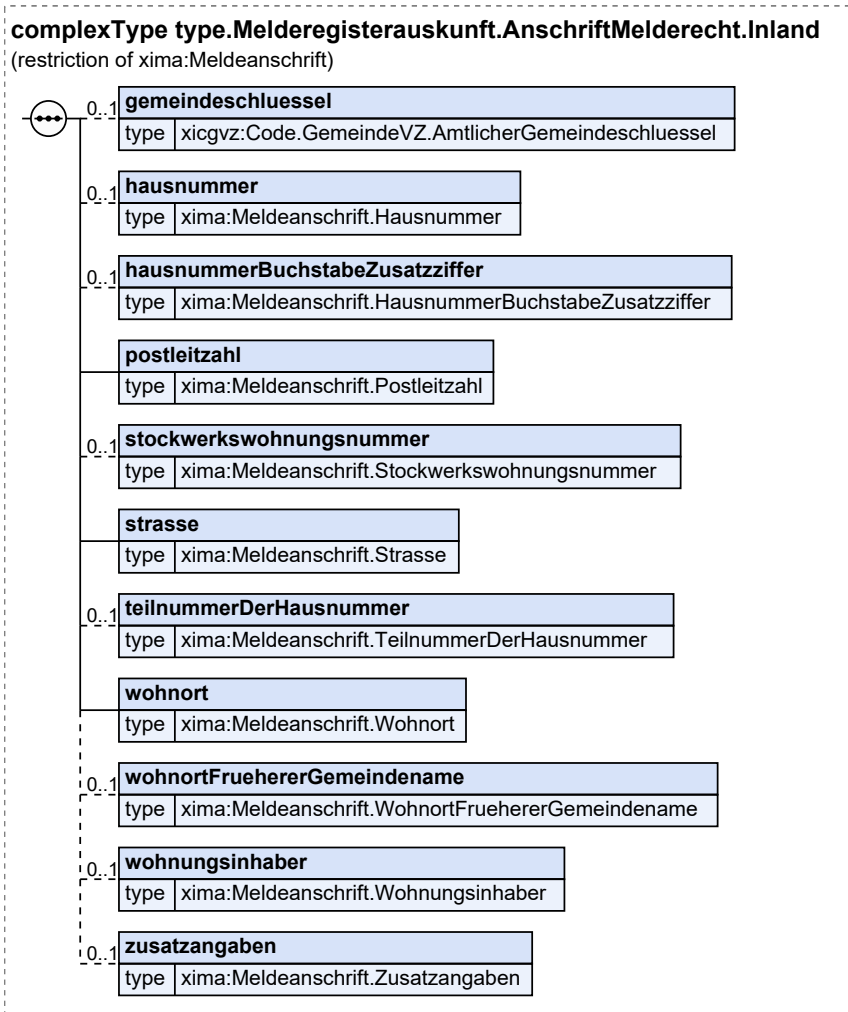 complexType type.Melderegisterauskunft.AnschriftMelderecht.Inland
(restriction of xima:Meldeanschrift)
0..1 gemeindeschluessel
type xicgvz:Code.GemeindeVZ.AmtlicherGemeindeschluessel
0..1 hausnummer
type xima:Meldeanschrift.Hausnummer
0..1 hausnummerBuchstabeZusatzziffer
type xima:Meldeanschrift.HausnummerBuchstabeZusatzziffer
postleitzahl
type xima:Meldeanschrift.Postleitzahl
0..1 stockwerkswohnungsnummer
type xima:Meldeanschrift.Stockwerkswohnungsnummer
strasse
type xima:Meldeanschrift.Strasse
0..1 teilnummerDerHausnummer
type xima:Meldeanschrift.TeilnummerDerHausnummer
wohnort
type xima:Meldeanschrift.Wohnort
0..1 wohnortFruehererGemeindename
type xima:Meldeanschrift.WohnortFruehererGemeindename
0..1 wohnungsinhaber
type xima:Meldeanschrift.Wohnungsinhaber
0..1 zusatzangaben
type xima:Meldeanschrift.Zusatzangaben